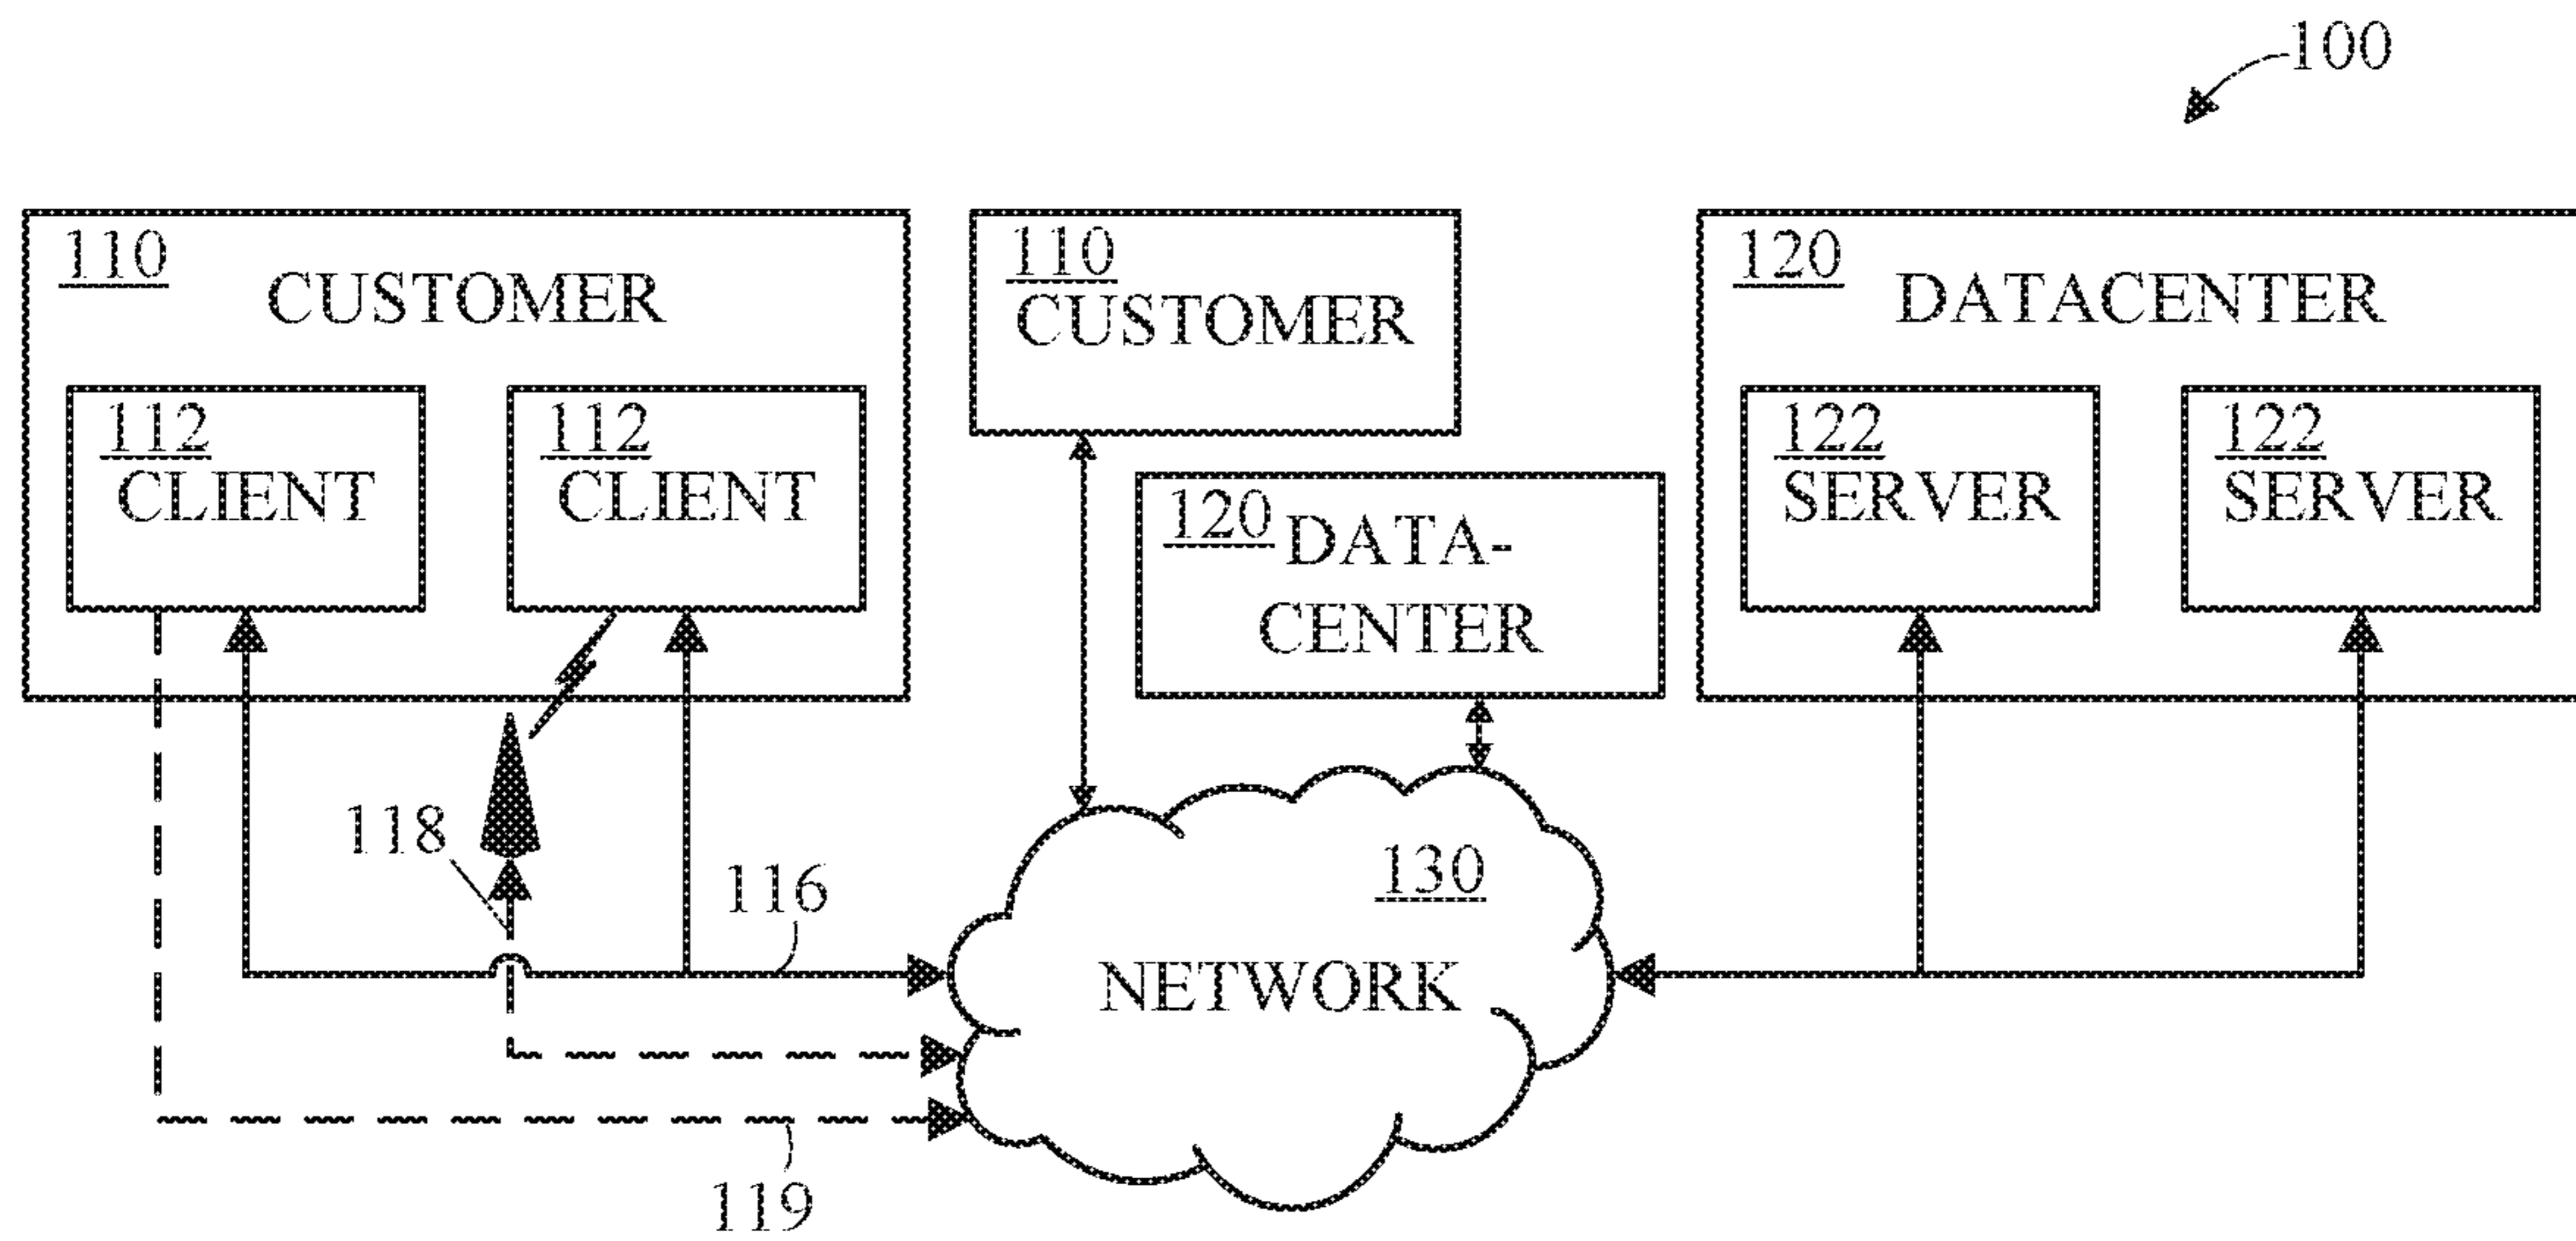 100
110
CUSTOMER
112
CLIENT
112
CLIENT
110
CUSTOMER
120
DATA-
CENTER
120
DATACENTER
122
SERVER
122
SERVER
118
116
130
NETWORK
119